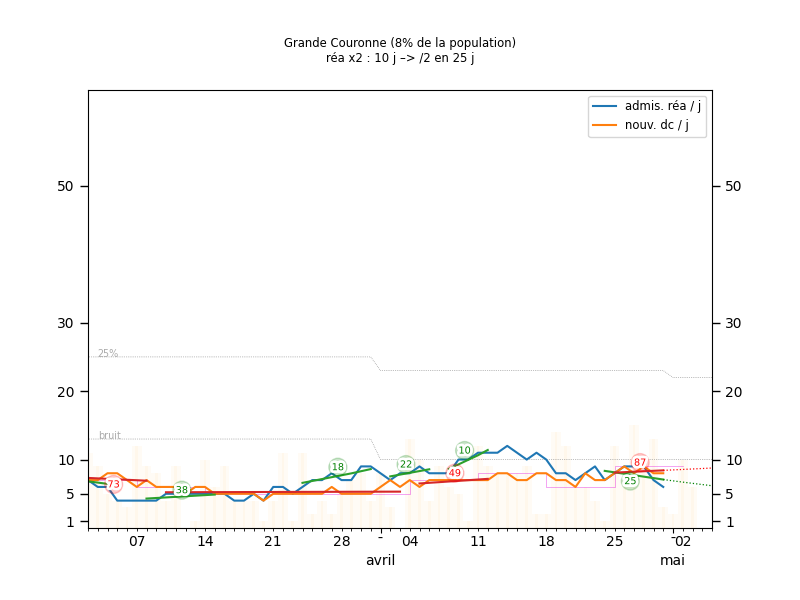 Grande Couronne (8% de la population)
réa x2 : 10 j –> /2 en 25 j
admis. réa / j
nouv. dc / j
50 50
30 30
25%
20 20
bruit
10 10
5 5
1 1
73
38
18
22
10
49
87
25
07 14 21 28 - 04 11 18 25 - 02
avril mai